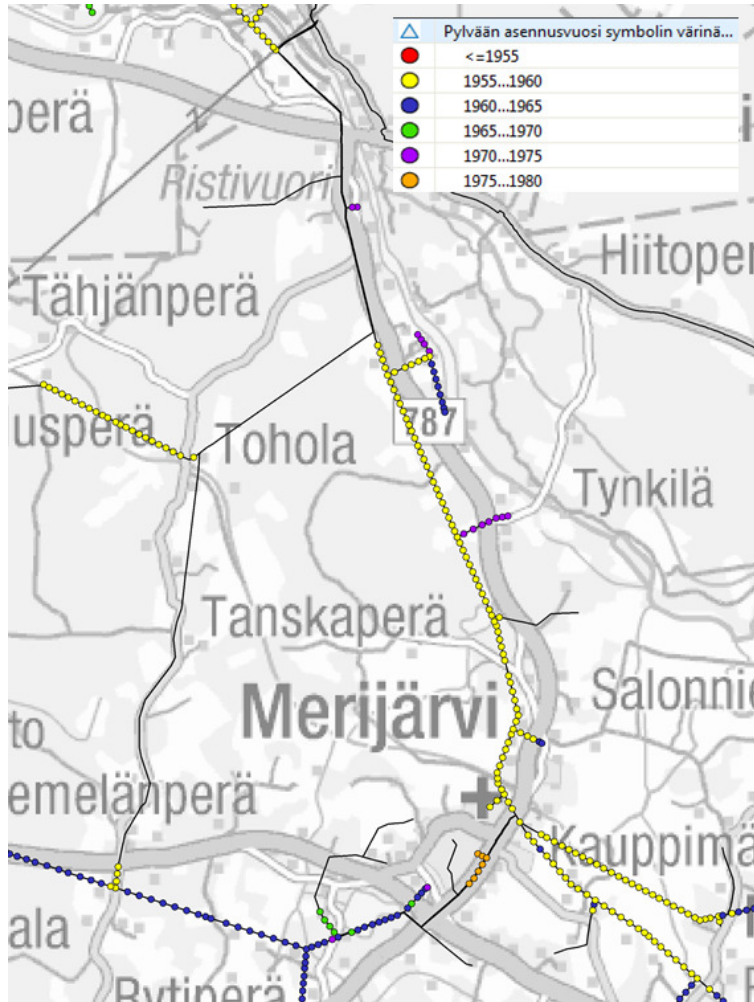 Pylvään asennusvuosi symbolin värinä...
<=1955
1955...1960
1960...1965
1965...1970
1970...1975
1975...1980
perä
Ristivuori
Hiitoper
Tähjänperä
usperä
Tohola
787
Tynkilä
Tanskaperä
Merijärvi
Salonnie
to
emelänperä
Kauppimä
ala
Rytiperä